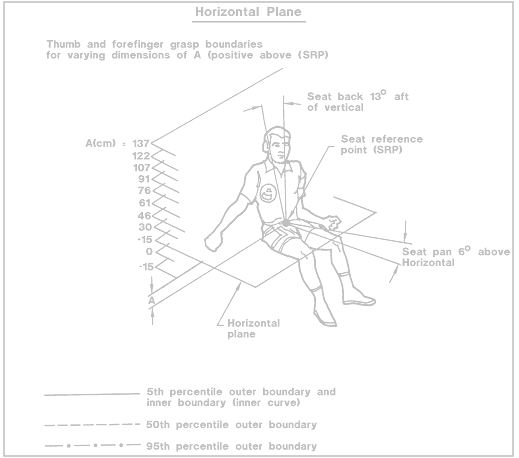 Horizontal Plane
Thumb and forefinger grasp boundaries
for varying dimensions of A (positive above (SRP)
Seat back 13° aft
of vertical
Seat reference
point (SRP)
A(cm) = 137
122
107
91
76
61
46
30
-15
0
-15
A
Seat pan 6° above
Horizontal
Horizontal
plane
5th percentile outer boundary and
inner boundary (inner curve)
50th percentile outer boundary
95th percentile outer boundary